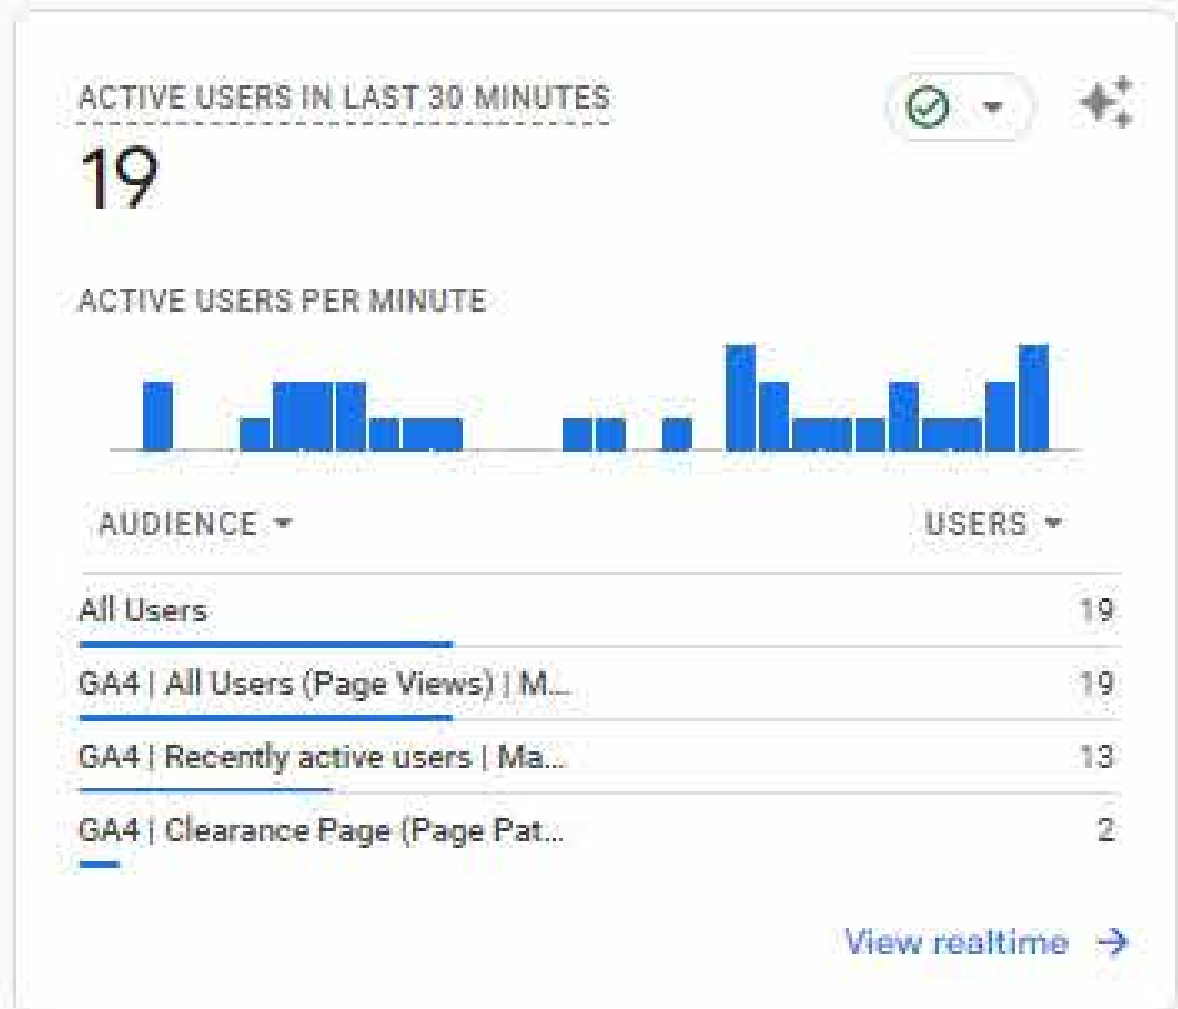 ACTIVE USERS IN LAST 30 MINUTES
19
ACTIVE USERS PER MINUTE
AUDIENCE USERS
All Users 19
GA4 | All Users (Page Views) | M... 19
GA4 | Recently active users | Ma... 13
GA4 | Clearance Page (Page Pat... 2
View realtime